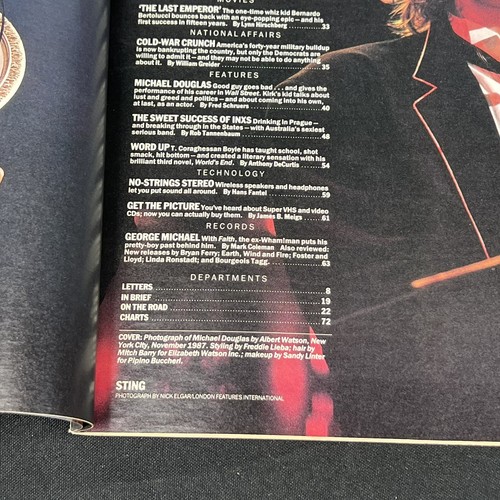 MOVIES
'THE LAST EMPEROR' The one-time whiz kid Bernardo
Bertolucci bounces back with an eye-popping epic – and his
first success in fifteen years. By Lynn Hirschberg ........33
NATIONAL AFFAIRS
COLD-WAR CRUNCH America's forty-year military buildup
is now bankrupting the country, but only the Democrats are
willing to admit it – and they may not be able to do anything
about it. By William Greider ........35
FEATURES
MICHAEL DOUGLAS Good guy goes bad . . . and gives the
performance of his career in Wall Street. Kirk's kid talks about
lust and greed and politics – and about coming into his own,
at last, as an actor. By Fred Schruers ........40
THE SWEET SUCCESS OF INXS Drinking in Prague –
and breaking through in the States – with Australia's sexiest
serious band. By Rob Tannenbaum ........48
WORD UP T. Coraghessan Boyle has taught school, shot
smack, hit bottom – and created a literary sensation with his
brilliant third novel, World's End. By Anthony DeCurtis ........54
TECHNOLOGY
NO-STRINGS STEREO Wireless speakers and headphones
let you put sound all around. By Hans Fantel ........59
GET THE PICTURE You've heard about Super VHS and video
CDs; now you can actually buy them. By James B. Meigs ........61
RECORDS
GEORGE MICHAEL With Faith, the ex-Wham!man puts his
pretty-boy past behind him. By Mark Coleman Also reviewed:
New releases by Bryan Ferry; Earth, Wind and Fire; Foster and
Lloyd; Linda Ronstadt; and Bourgeois Tagg. ........63
DEPARTMENTS
LETTERS ........8
IN BRIEF ........19
ON THE ROAD ........22
CHARTS ........72
COVER: Photograph of Michael Douglas by Albert Watson, New
York City, November 1987. Styling by Freddie Lieba; hair by
Mitch Barry for Elizabeth Watson Inc.; makeup by Sandy Linter
for Pipino Buccheri.
STING
PHOTOGRAPH BY NICK ELGAR/LONDON FEATURES INTERNATIONAL